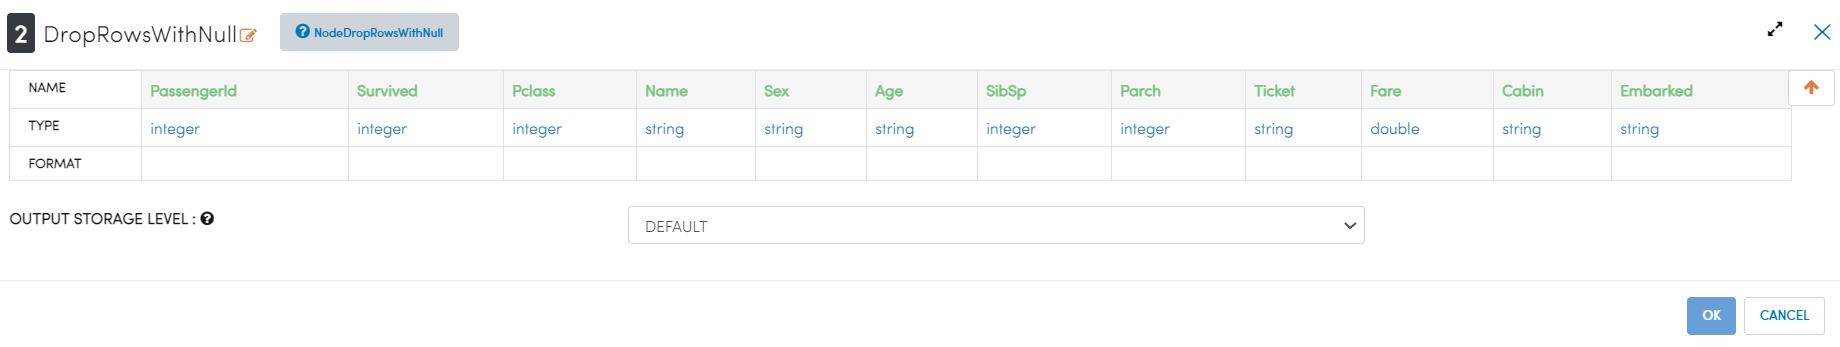 2 DropRowsWithNull ? NodeDropRowsWithNull
NAME PassengerId Survived Pclass Name Sex Age SibSp Parch Ticket Fare Cabin Embarked
TYPE integer integer integer string string string integer integer string double string string
FORMAT
OUTPUT STORAGE LEVEL : ? DEFAULT
OK CANCEL